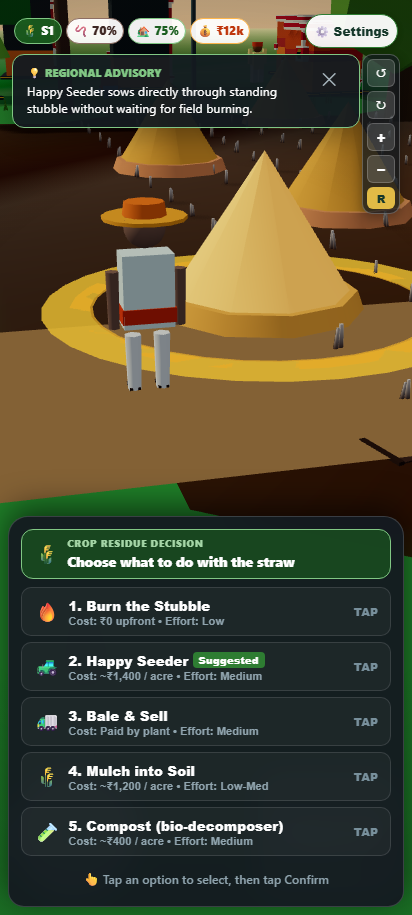 S1
70%
75%
₹12k
Settings
REGIONAL ADVISORY
Happy Seeder sows directly through standing
stubble without waiting for field burning.
R
CROP RESIDUE DECISION
Choose what to do with the straw
1. Burn the Stubble
Cost: ₹0 upfront • Effort: Low
TAP
2. Happy Seeder Suggested
Cost: ~₹1,400 / acre • Effort: Medium
TAP
3. Bale & Sell
Cost: Paid by plant • Effort: Medium
TAP
4. Mulch into Soil
Cost: ~₹1,200 / acre • Effort: Low-Med
TAP
5. Compost (bio-decomposer)
Cost: ~₹400 / acre • Effort: Medium
TAP
Tap an option to select, then tap Confirm